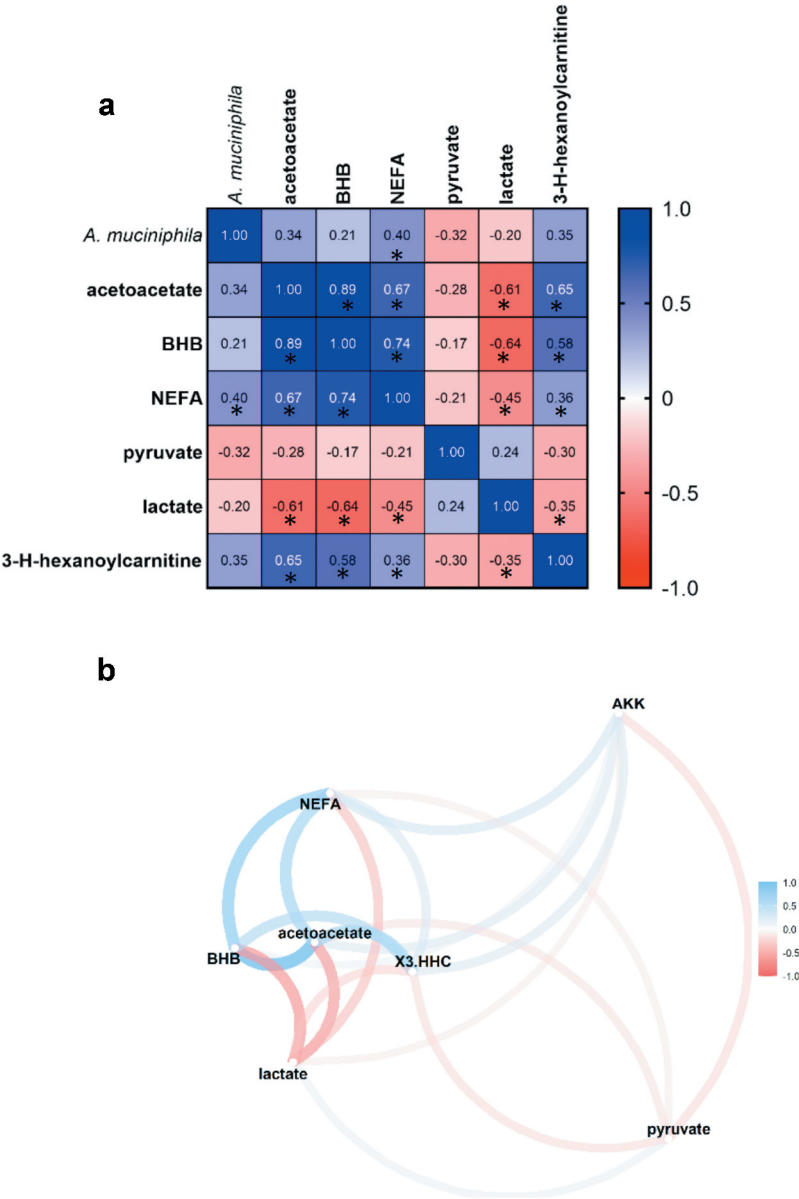 a
A. muciniphila acetoacetate BHB NEFA pyruvate lactate 3-H-hexanoylcarnitine
A. muciniphila 1.00 0.34 0.21 0.40 -0.32 -0.20 0.35
*
acetoacetate 0.34 1.00 0.89 0.67 -0.28 -0.61 0.65
* * * *
BHB 0.21 0.89 1.00 0.74 -0.17 -0.64 0.58
* * * *
NEFA 0.40 0.67 0.74 1.00 -0.21 -0.45 0.36
* * * * *
pyruvate -0.32 -0.28 -0.17 -0.21 1.00 0.24 -0.30
lactate -0.20 -0.61 -0.64 -0.45 0.24 1.00 -0.35
* * * *
3-H-hexanoylcarnitine 0.35 0.65 0.58 0.36 -0.30 -0.35 1.00
* * * *
1.0
0.5
0
-0.5
-1.0
b
AKK
NEFA
acetoacetate
BHB
X3.HHC
lactate
pyruvate
1.0
0.5
0.0
-0.5
-1.0